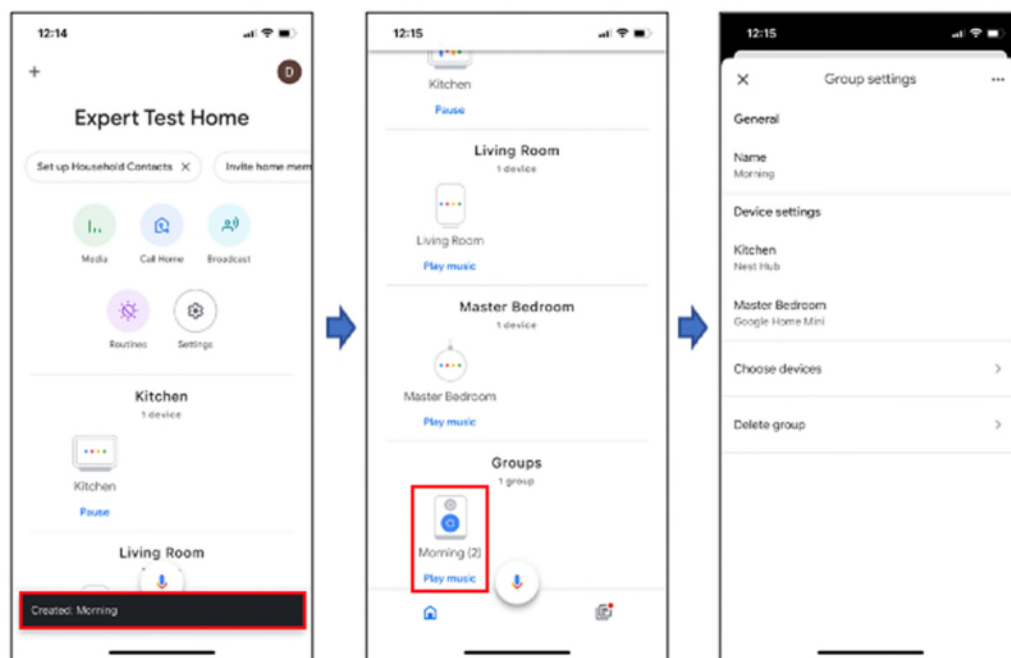 12:14
D
Expert Test Home
Set up Household Contacts X
Invite home mem
Media
Call Home
Broadcast
Routines
Settings
Kitchen
1 device
Kitchen
Pause
Living Room
Created: Morning
12:15
Kitchen
Pause
Living Room
1 device
Living Room
Play music
Master Bedroom
1 device
Master Bedroom
Play music
Groups
1 group
Morning (2)
Play music
12:15
Group settings
General
Name
Morning
Device settings
Kitchen
Nest Hub
Master Bedroom
Google Home Mini
Choose devices
Delete group